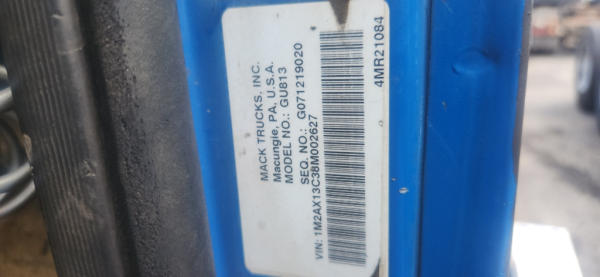 MACK TRUCKS, INC.
Macungie, PA, U.S.A.
MODEL NO.: GU813
SEQ. NO.: G071219020
VIN: 1M2AX13C38M002627
4MR21084